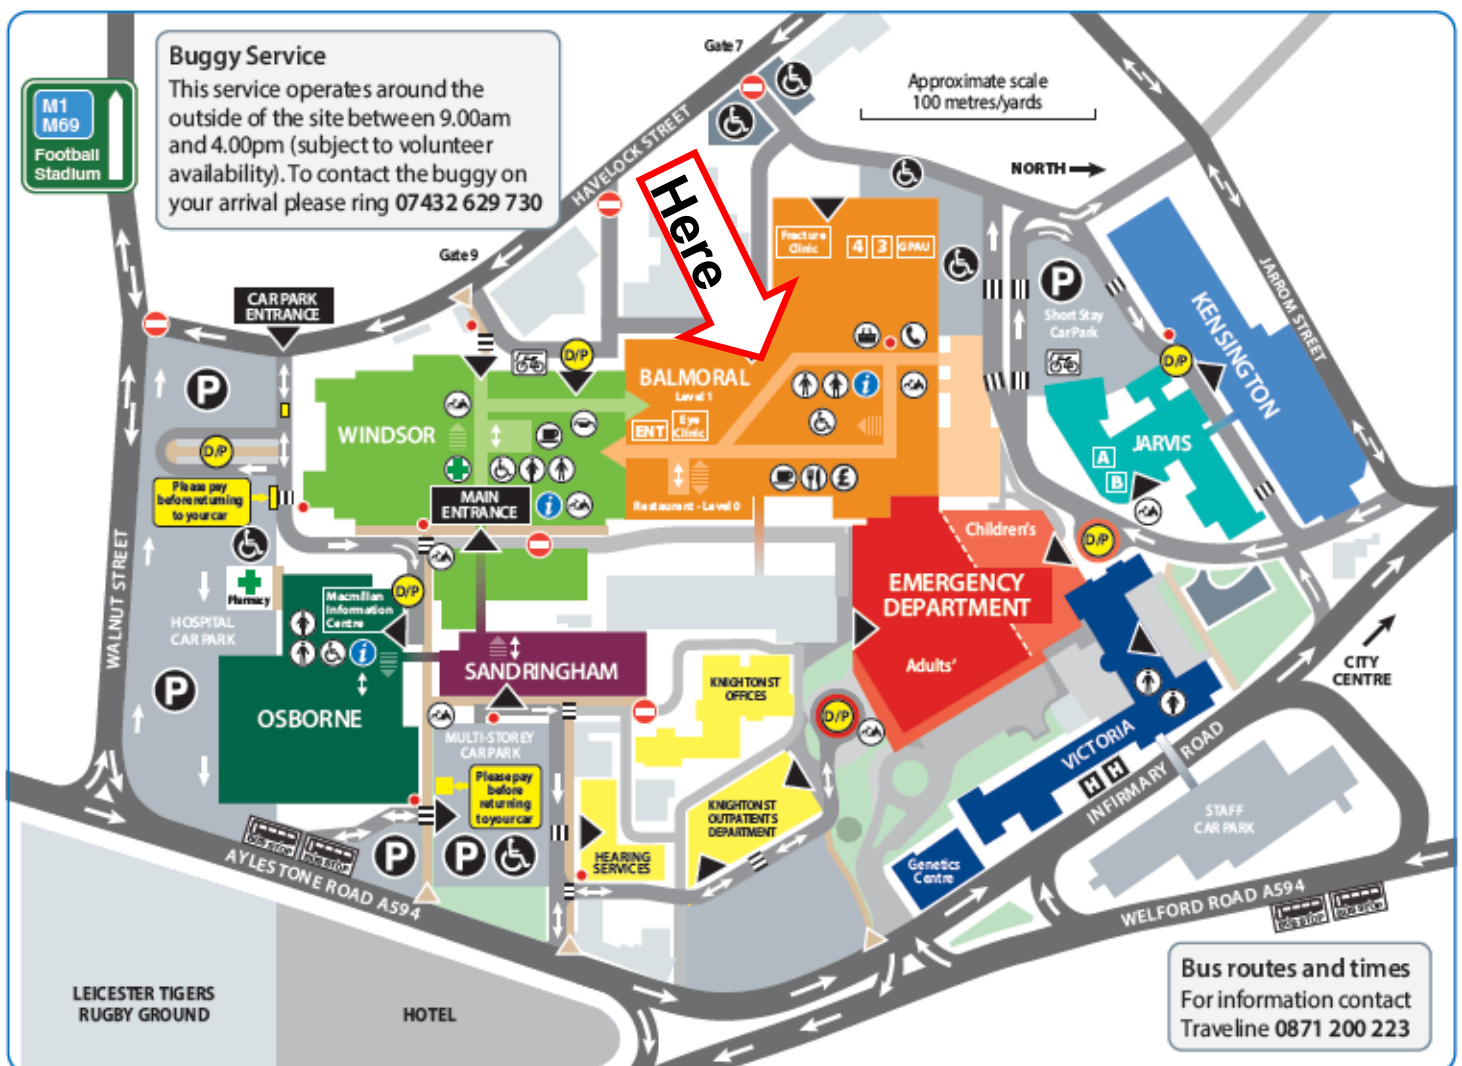 Buggy Service
This service operates around the
outside of the site between 9.00am
and 4.00pm (subject to volunteer
availability). To contact the buggy on
your arrival please ring 07432 629 730
M1
M69
Football
Stadium
Gate 7
Approximate scale
100 metres/yards
NORTH
HAVELOCK STREET
Here
Gate 9
CAR PARK
ENTRANCE
Fracture
Clinic
4
3
GPAU
P
Short Stay
Car Park
KENSINGTON
JARROM STREET
D/P
D/P
BALMORAL
Level 1
ENT
Eye
Clinic
i
Restaurant - Level 0
£
WINDSOR
MAIN
ENTRANCE
i
JARVIS
A
B
P
D/P
Please pay
before returning
to your car
WALNUT STREET
Pharmacy
HOSPITAL
CAR PARK
P
Macmillan
Information
Centre
i
D/P
OSBORNE
SANDRINGHAM
Children's
D/P
EMERGENCY
DEPARTMENT
Adults'
CITY
CENTRE
KNIGHTON ST
OFFICES
D/P
MULTI-STOREY
CAR PARK
Please pay
before
returning
to your car
P
P
KNIGHTON ST
OUTPATIENTS
DEPARTMENT
HEARING
SERVICES
VICTORIA
H H
INFIRMARY ROAD
STAFF
CAR PARK
Genetics
Centre
BUS STOP
BUS STOP
AYLESTONE ROAD A594
WELFORD ROAD A594
BUS STOP
BUS STOP
LEICESTER TIGERS
RUGBY GROUND
HOTEL
Bus routes and times
For information contact
Traveline 0871 200 223